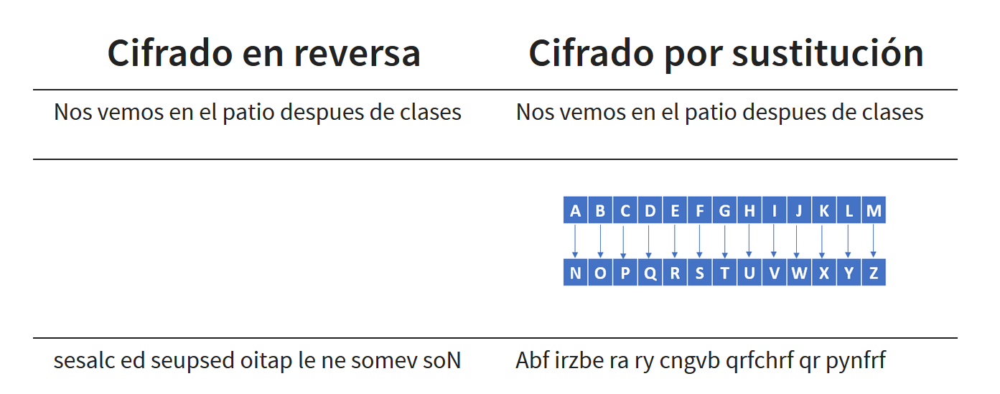 Cifrado en reversa
Cifrado por sustitución
Nos vemos en el patio despues de clases
Nos vemos en el patio despues de clases
A B C D E F G H I J K L M
N O P Q R S T U V W X Y Z
sesalc ed seupsed oitap le ne somev soN
Abf irzbe ra ry cngvb qrfchrf qr pynfrf